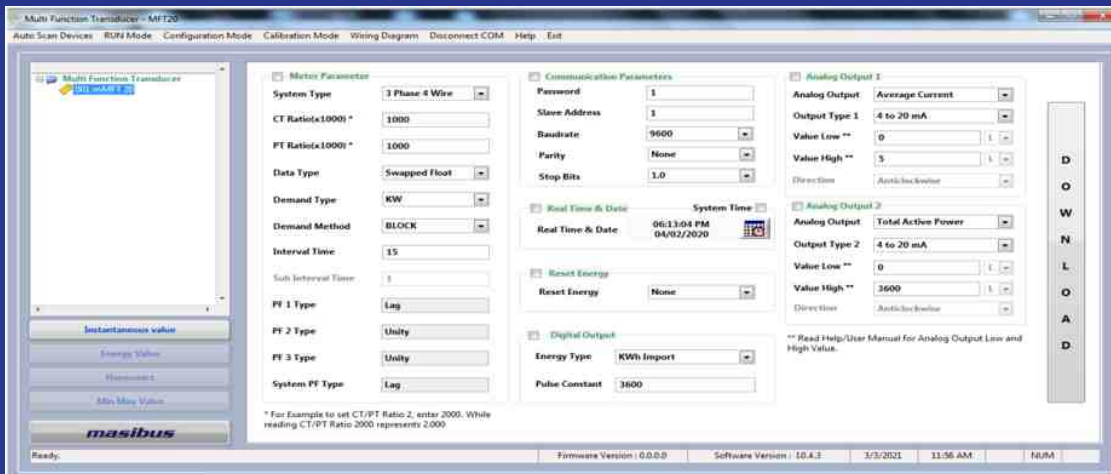 Multi Function Transducer - MFT20
Auto Scan Devices RUN Mode Configuration Mode Calibration Mode Wiring Diagram Disconnect COM Help Exit
Multi Function Transducer
Instantaneous value
Energy Value
Min Max Value
masibus
Meter Parameter
System Type 3 Phase 4 Wire
CT Ratio(x1000) * 1000
PT Ratio(x1000) * 1000
Data Type Swapped Float
Demand Type KW
Demand Method BLOCK
Interval Time 15
Sub Interval Time 1
PF 1 Type Lag
PF 2 Type Unity
PF 3 Type Unity
System PF Type Lag
* For Example to set CT/PT Ratio 2, enter 2000. While
reading CT/PT Ratio 2000 represents 2.000
Communication Parameters
Password 1
Slave Address 1
Baudrate 9600
Parity None
Stop Bits 1.0
Real Time & Date System Time
Real Time & Date 06:13:04 PM
04/02/2020
Reset Energy
Reset Energy None
Digital Output
Energy Type KWh Import
Pulse Constant 3600
Analog Output 1
Analog Output Average Current
Output Type 1 4 to 20 mA
Value Low ** 0
Value High ** 5
Direction Anticlockwise
Analog Output 2
Analog Output Total Active Power
Output Type 2 4 to 20 mA
Value Low ** 0
Value High ** 3600
Direction Anticlockwise
** Read Help/User Manual for Analog Output Low and
High Value.
DOWNLOAD
Ready. Firmware Version : 0.0.0.0 Software Version : 10.4.3 3/3/2021 11:56 AM NUM